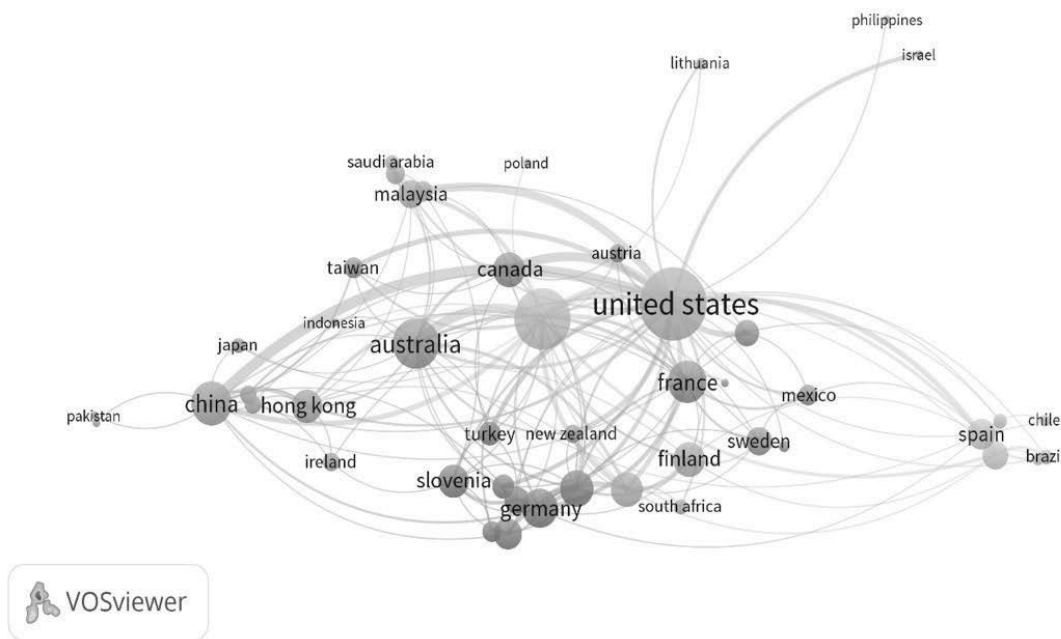 philippines
israel
lithuania
saudi arabia
poland
malaysia
austria
taiwan
canada
united states
indonesia
japan
australia
france
mexico
china
hong kong
pakistan
chile
turkey
new zealand
spain
sweden
brazi
ireland
finland
slovenia
germany
south africa
VOSviewer